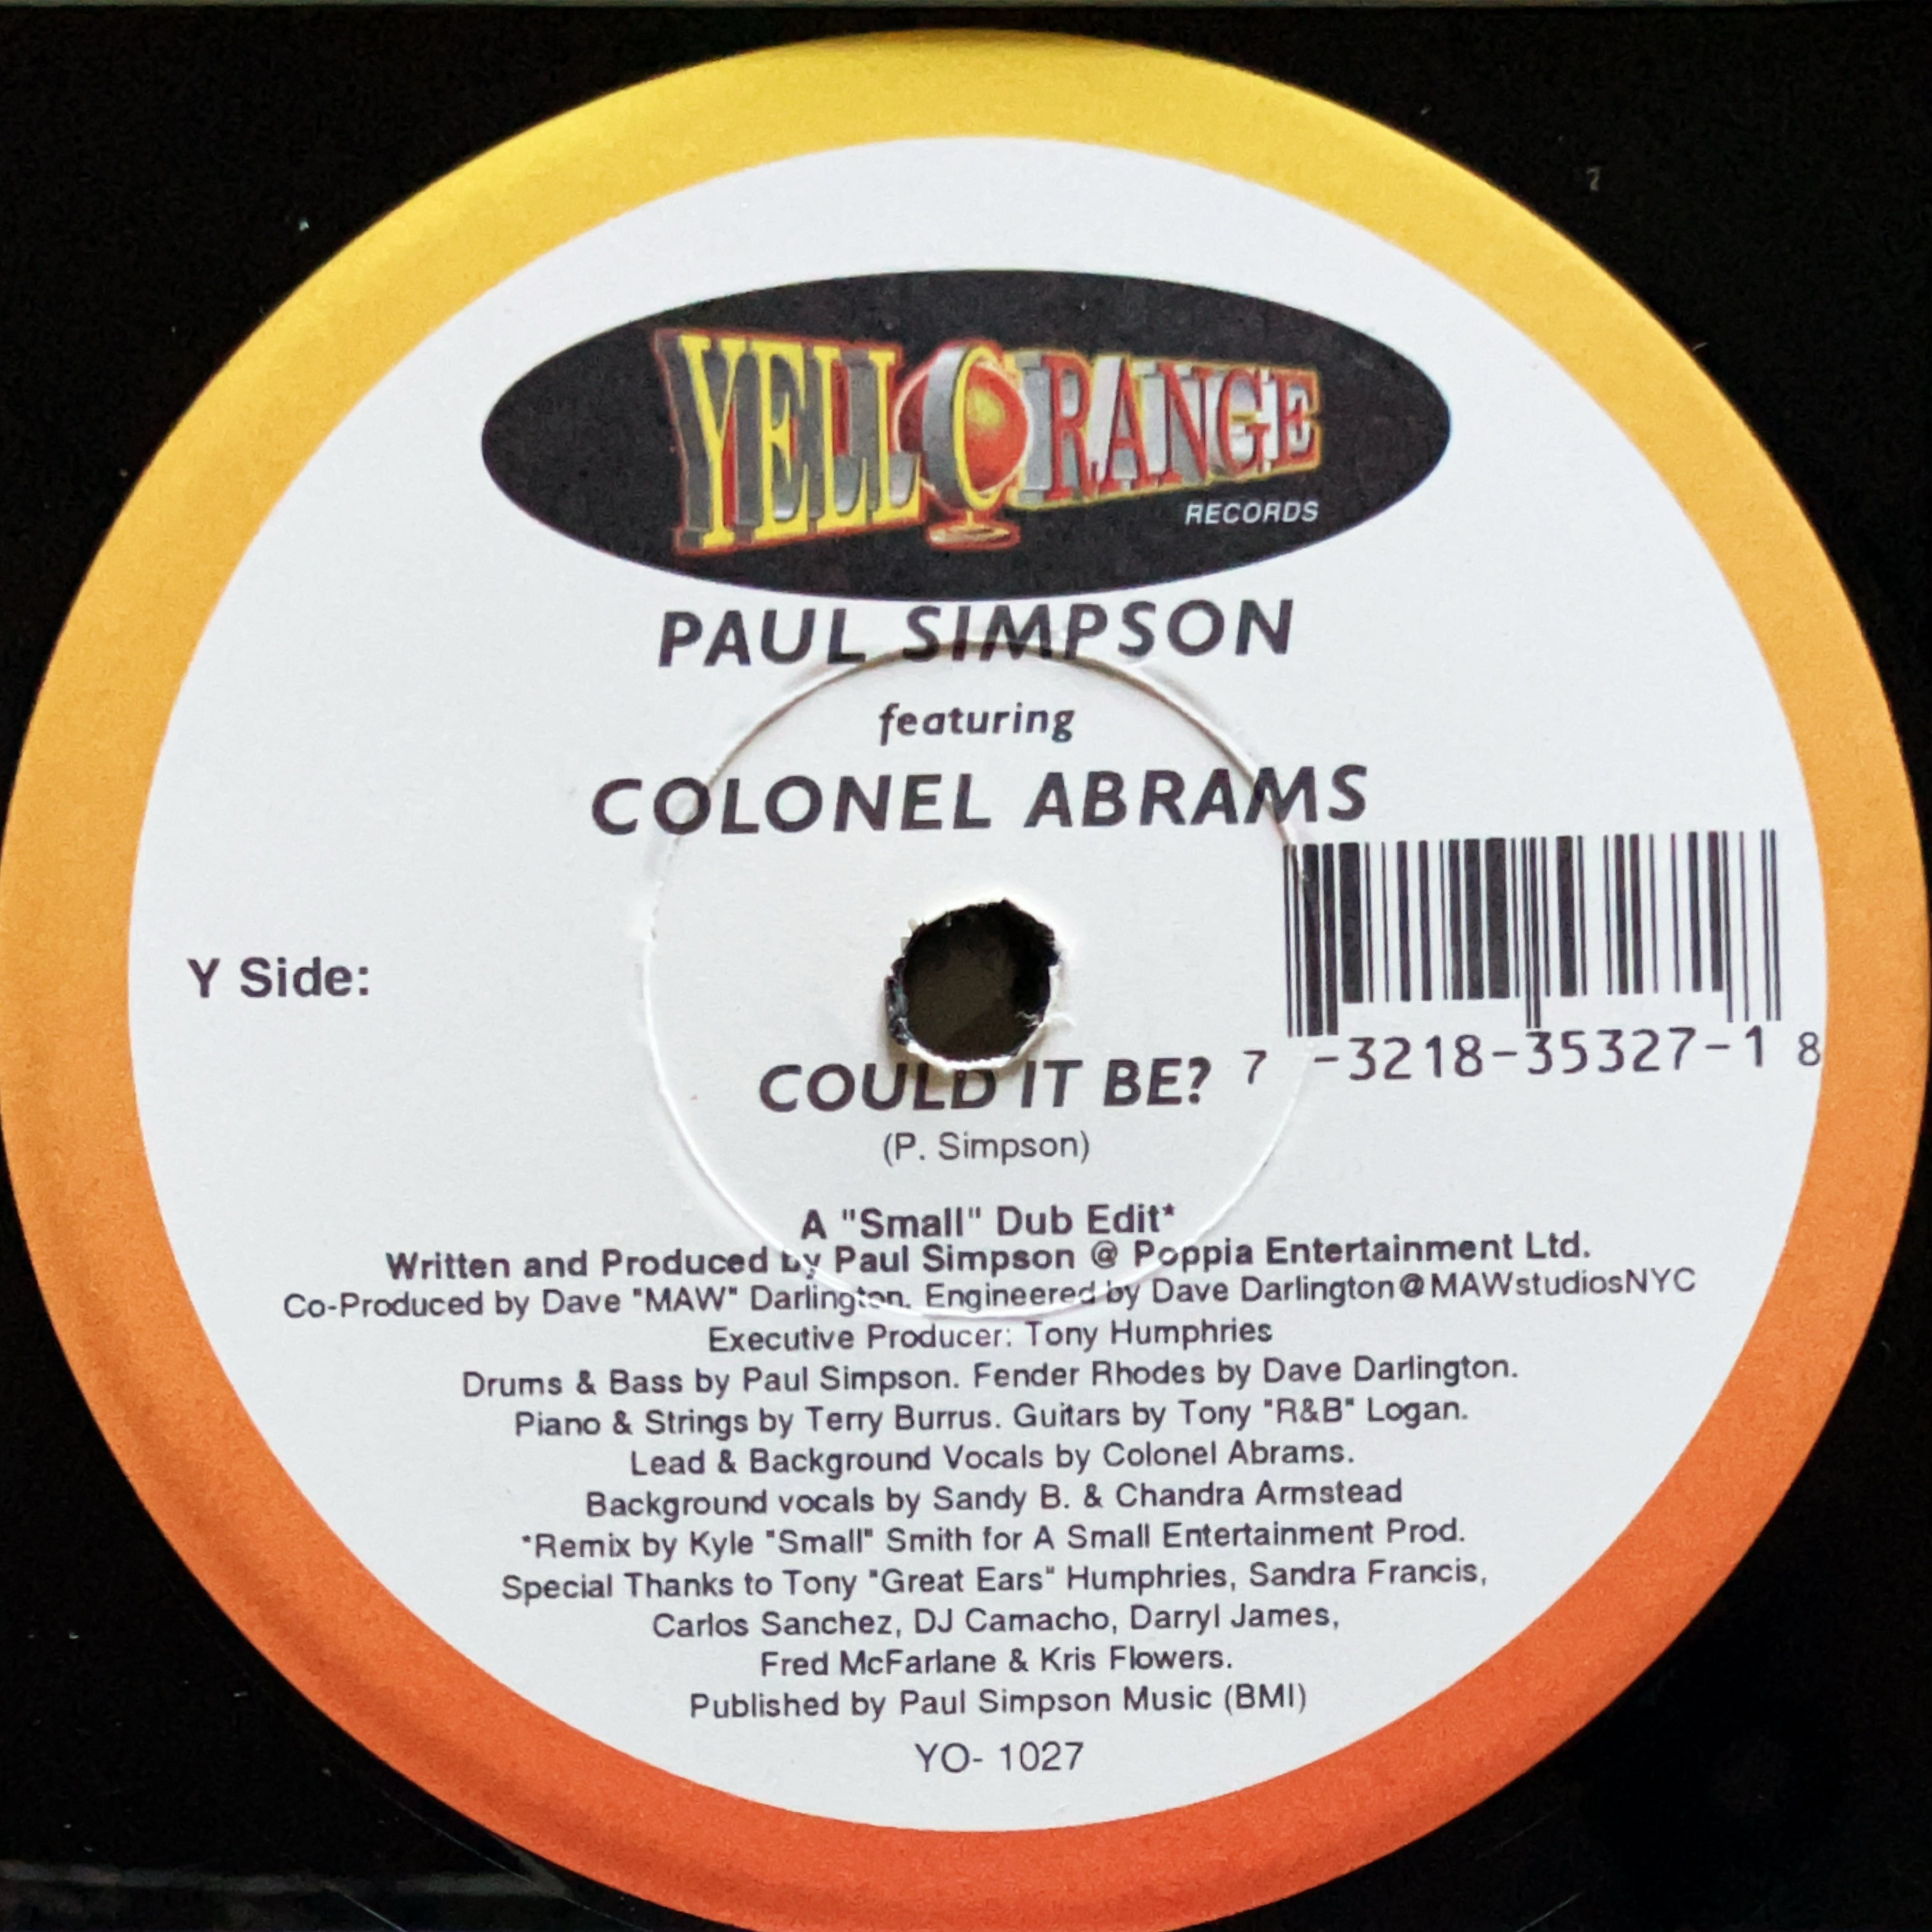 YELLORANGE
RECORDS
PAUL SIMPSON
featuring
COLONEL ABRAMS
Y Side:
COULD IT BE?
7 -3218-35327-1 8
(P. Simpson)
A "Small" Dub Edit*
Written and Produced by Paul Simpson @ Poppia Entertainment Ltd.
Co-Produced by Dave "MAW" Darlington. Engineered by Dave Darlington@MAWstudiosNYC
Executive Producer: Tony Humphries
Drums & Bass by Paul Simpson. Fender Rhodes by Dave Darlington.
Piano & Strings by Terry Burrus. Guitars by Tony "R&B" Logan.
Lead & Background Vocals by Colonel Abrams.
Background vocals by Sandy B. & Chandra Armstead
*Remix by Kyle "Small" Smith for A Small Entertainment Prod.
Special Thanks to Tony "Great Ears" Humphries, Sandra Francis,
Carlos Sanchez, DJ Camacho, Darryl James,
Fred McFarlane & Kris Flowers.
Published by Paul Simpson Music (BMI)
YO- 1027